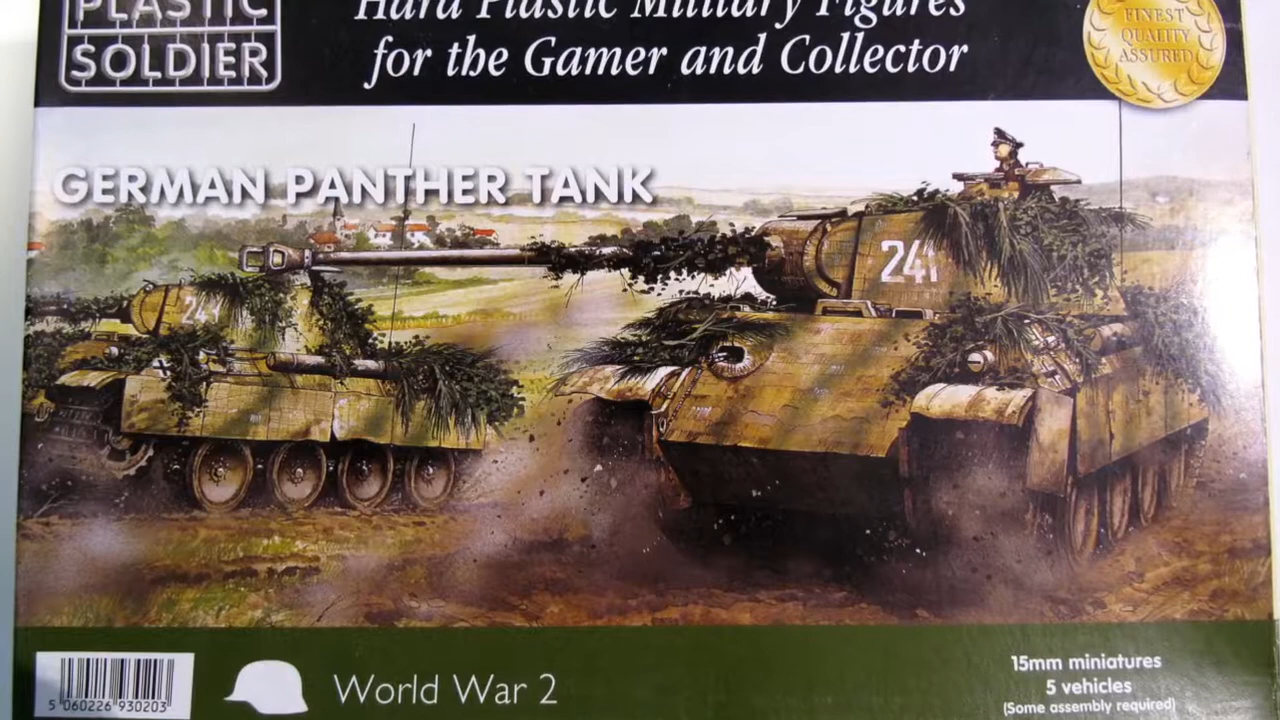 PLASTIC
SOLDIER
Hard Plastic Military Figures
for the Gamer and Collector
FINEST
QUALITY
ASSURED
GERMAN PANTHER TANK
241
241
5 060226 930203
World War 2
15mm miniatures
5 vehicles
(Some assembly required)